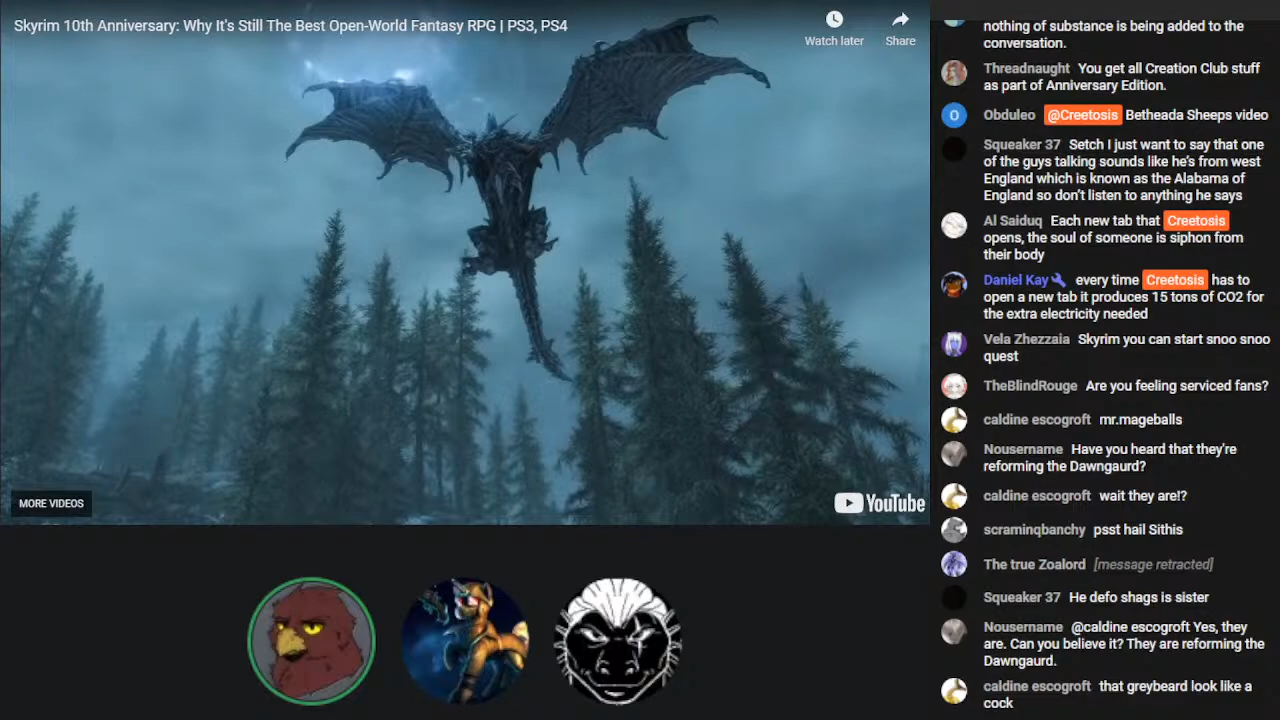 Skyrim 10th Anniversary: Why It's Still The Best Open-World Fantasy RPG | PS3, PS4
Watch later
Share
MORE VIDEOS
YouTube
nothing of substance is being added to the
conversation.
Threadnaught You get all Creation Club stuff
as part of Anniversary Edition.
O
Obduleo @Creetosis Betheada Sheeps video
Squeaker 37 Setch I just want to say that one
of the guys talking sounds like he's from west
England which is known as the Alabama of
England so don't listen to anything he says
Al Saiduq Each new tab that Creetosis
opens, the soul of someone is siphon from
their body
Daniel Kay every time Creetosis has to
open a new tab it produces 15 tons of CO2 for
the extra electricity needed
Vela Zhezzaia Skyrim you can start snoo snoo
quest
TheBlindRouge Are you feeling serviced fans?
caldine escogroft mr.mageballs
Nousername Have you heard that they're
reforming the Dawngaurd?
caldine escogroft wait they are!?
scraminqbanchy psst hail Sithis
The true Zoalord [message retracted]
Squeaker 37 He defo shags is sister
Nousername @caldine escogroft Yes, they
are. Can you believe it? They are reforming the
Dawngaurd.
caldine escogroft that greybeard look like a
cock